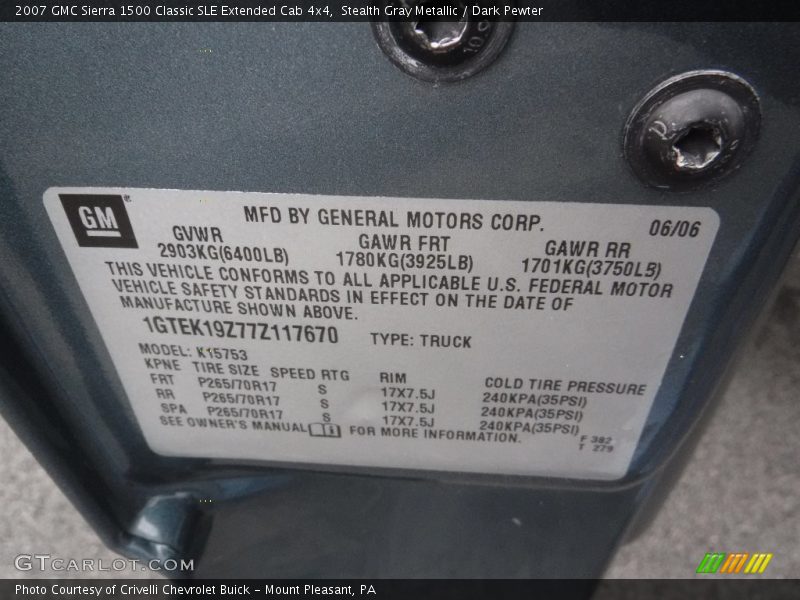 2007 GMC Sierra 1500 Classic SLE Extended Cab 4x4, Stealth Gray Metallic / Dark Pewter
10.9
GM®
MFD BY GENERAL MOTORS CORP.
06/06
GVWR GAWR FRT GAWR RR
2903KG(6400LB) 1780KG(3925LB) 1701KG(3750LB)
THIS VEHICLE CONFORMS TO ALL APPLICABLE U.S. FEDERAL MOTOR
VEHICLE SAFETY STANDARDS IN EFFECT ON THE DATE OF
MANUFACTURE SHOWN ABOVE.
1GTEK19Z77Z117670 TYPE: TRUCK
MODEL: K15753
KPNE TIRE SIZE SPEED RTG RIM COLD TIRE PRESSURE
FRT P265/70R17 S 17X7.5J 240KPA(35PSI)
RR P265/70R17 S 17X7.5J 240KPA(35PSI)
SPA P265/70R17 S 17X7.5J 240KPA(35PSI)
SEE OWNER'S MANUAL FOR MORE INFORMATION.
F 382
T 279
GTCarLot.com
Photo Courtesy of Crivelli Chevrolet Buick - Mount Pleasant, PA